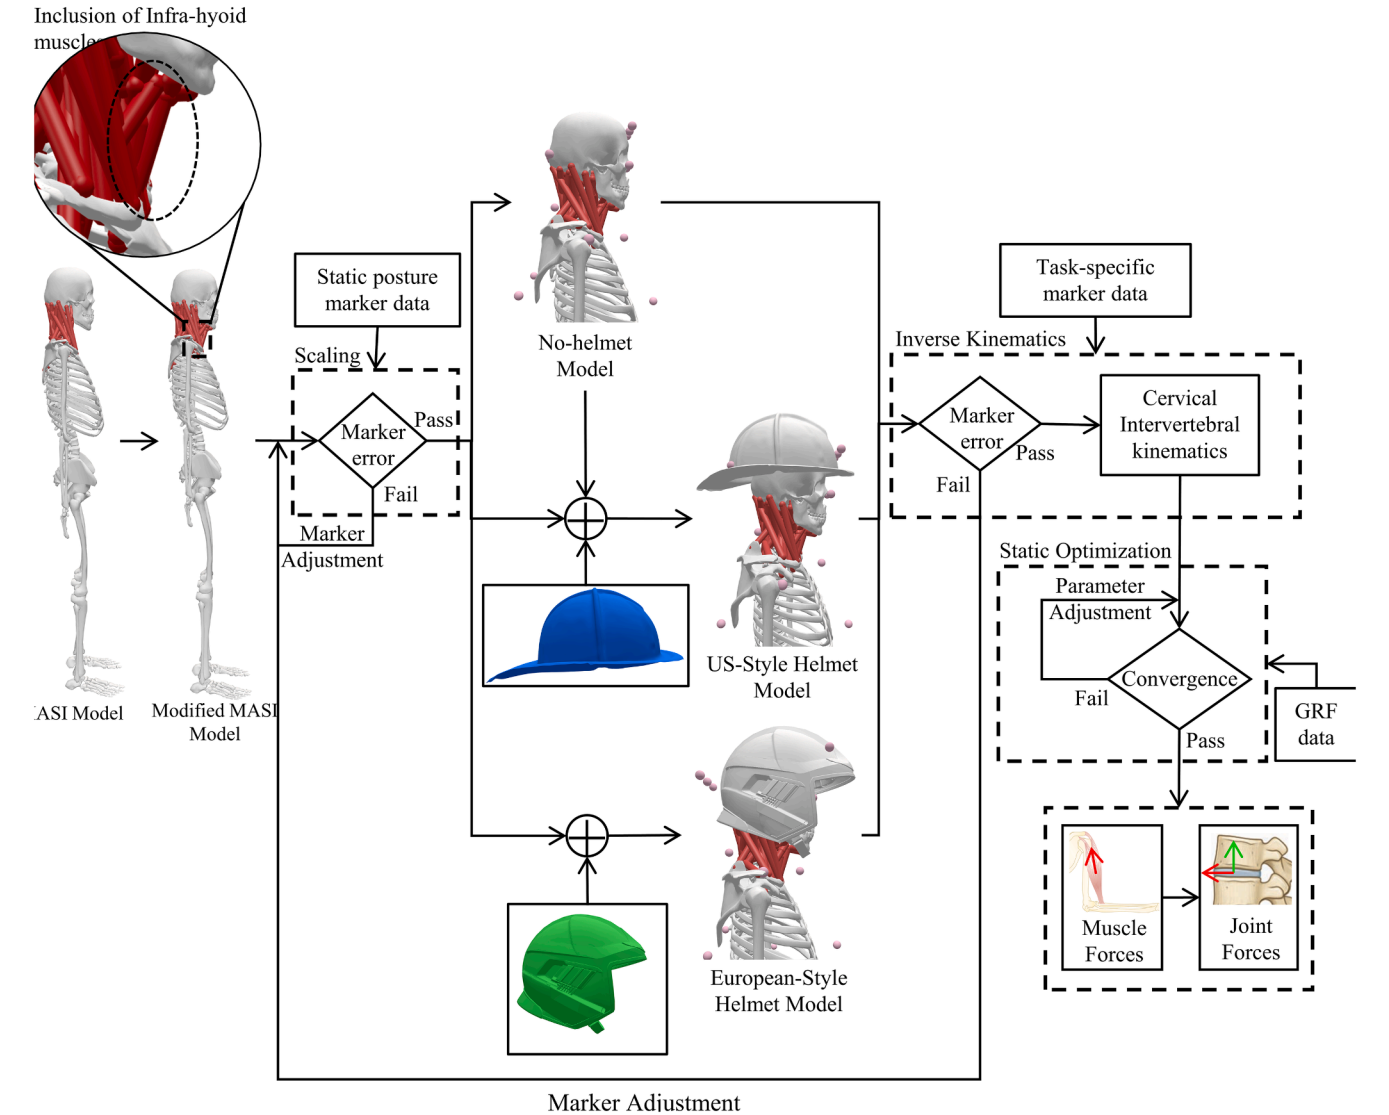 Inclusion of Infra-hyoid
muscles
Static posture
marker data
Scaling
Marker
error
Pass
Fail
Marker
Adjustment
ASI Model
Modified MASI
Model
No-helmet
Model
US-Style Helmet
Model
European-Style
Helmet Model
Task-specific
marker data
Inverse Kinematics
Marker
error
Pass
Fail
Cervical
Intervertebral
kinematics
Static Optimization
Parameter
Adjustment
Convergence
Fail
Pass
GRF
data
Muscle
Forces
Joint
Forces
Marker Adjustment